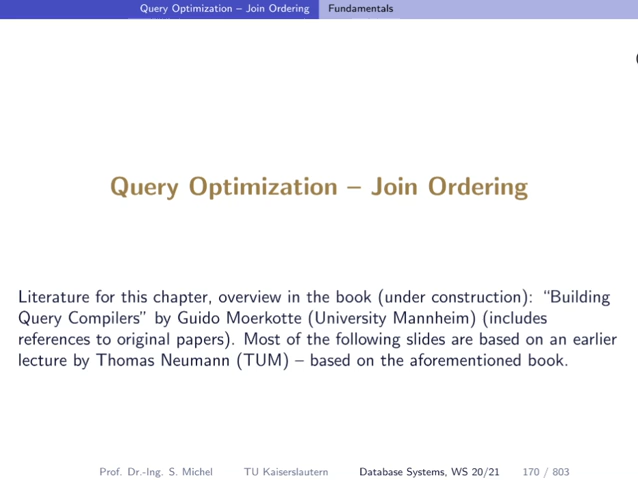 Query Optimization – Join Ordering Fundamentals
Query Optimization – Join Ordering
Literature for this chapter, overview in the book (under construction): “Building
Query Compilers” by Guido Moerkotte (University Mannheim) (includes
references to original papers). Most of the following slides are based on an earlier
lecture by Thomas Neumann (TUM) – based on the aforementioned book.
Prof. Dr.-Ing. S. Michel TU Kaiserslautern Database Systems, WS 20/21 170 / 803